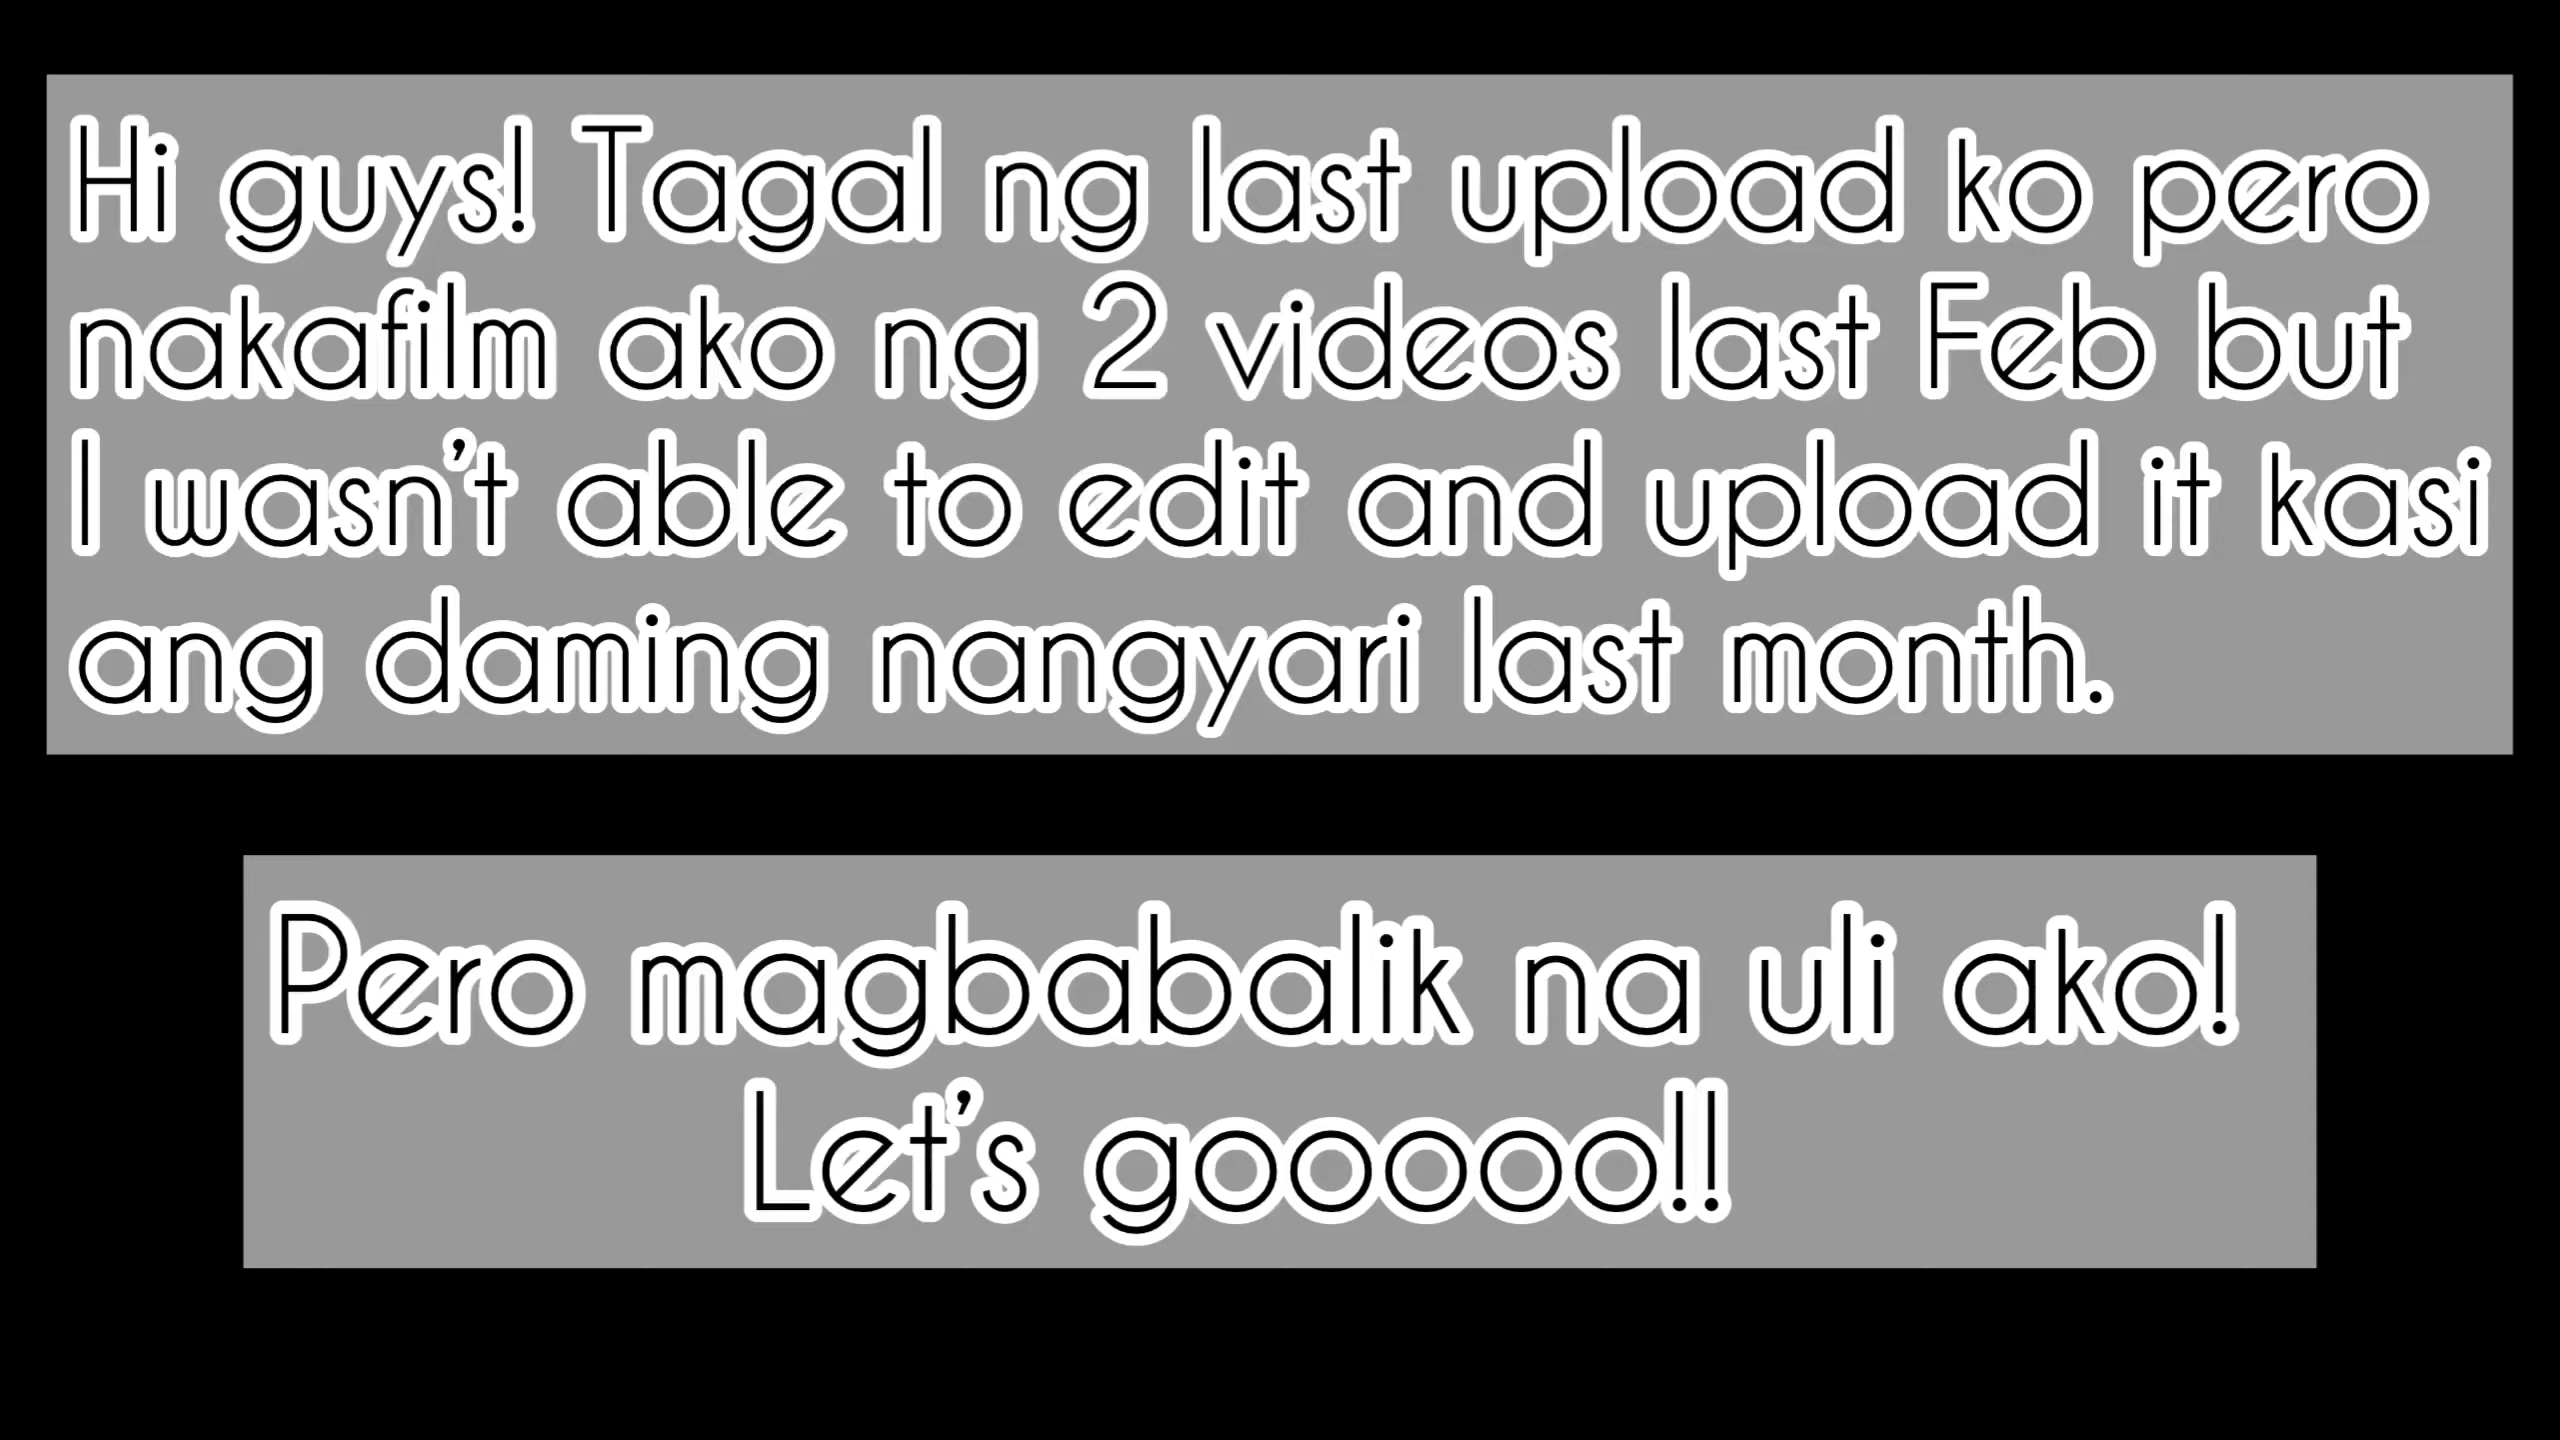 Hi guys! Tagal ng last upload ko pero
nakafilm ako ng 2 videos last Feb but
I wasn't able to edit and upload it kasi
ang daming nangyari last month.
Pero magbabalik na uli ako!
Let's gooooo!!